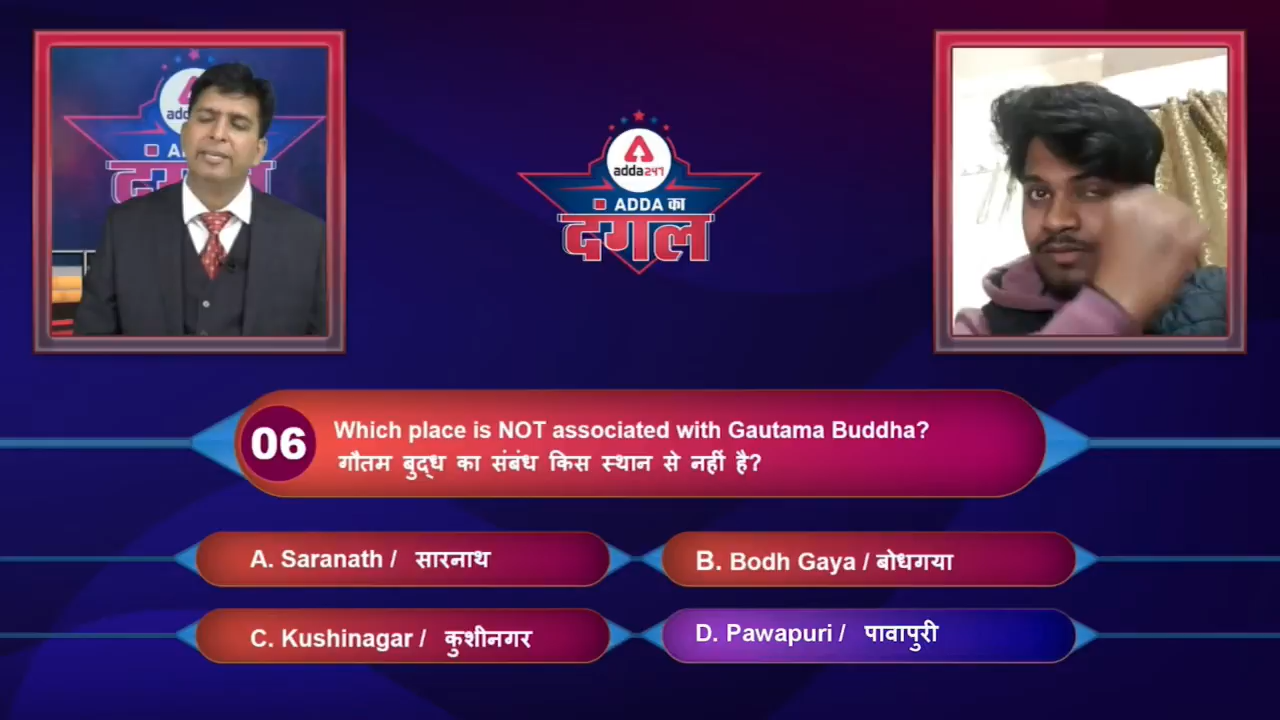 adda247
ADDA का
दंगल
06
Which place is NOT associated with Gautama Buddha?
गौतम बुद्ध का संबंध किस स्थान से नहीं है?
A. Saranath / सारनाथ
B. Bodh Gaya / बोधगया
C. Kushinagar / कुशीनगर
D. Pawapuri / पावापुरी